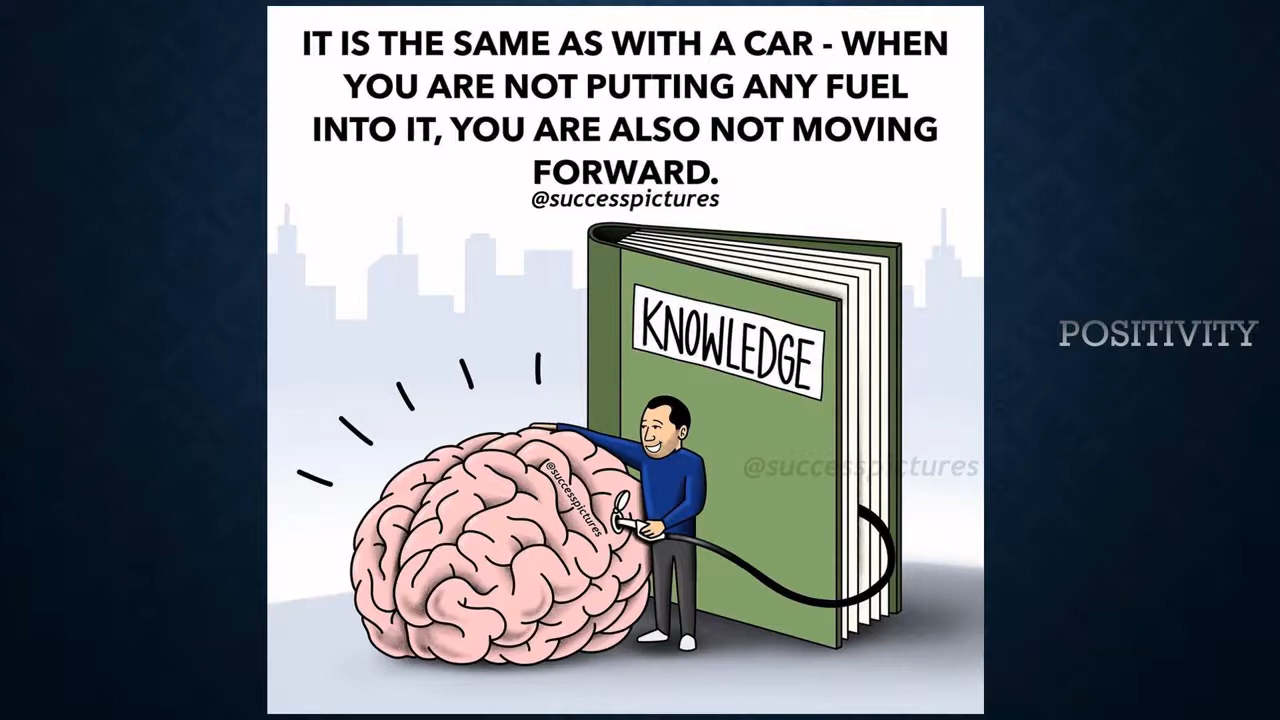 IT IS THE SAME AS WITH A CAR - WHEN
YOU ARE NOT PUTTING ANY FUEL
INTO IT, YOU ARE ALSO NOT MOVING
FORWARD.
@successpictures
KNOWLEDGE
POSITIVITY
@successpictures
@successpictures